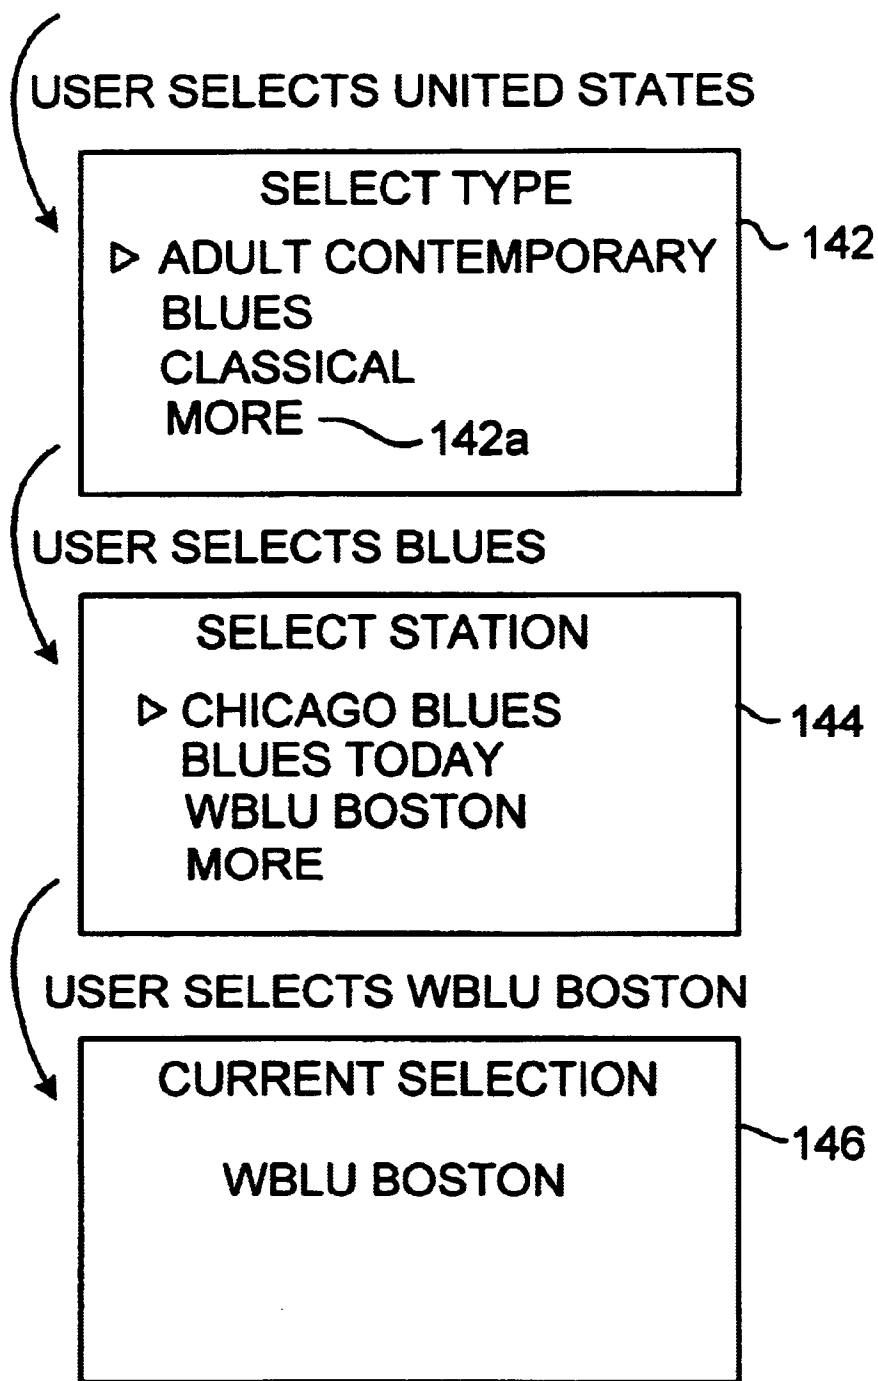 USER SELECTS UNITED STATES
SELECT TYPE
ADULT CONTEMPORARY
142
BLUES
CLASSICAL
MORE
142a
USER SELECTS BLUES
SELECT STATION
CHICAGO BLUES
144
BLUES TODAY
WBLU BOSTON
MORE
USER SELECTS WBLU BOSTON
CURRENT SELECTION
146
WBLU BOSTON